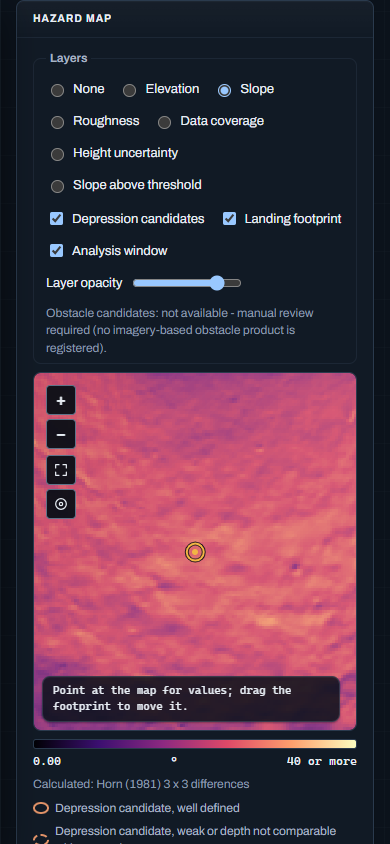 HAZARD MAP
Layers
None Elevation Slope
Roughness Data coverage
Height uncertainty
Slope above threshold
Depression candidates Landing footprint
Analysis window
Layer opacity
Obstacle candidates: not available - manual review
required (no imagery-based obstacle product is
registered).
+
−
Point at the map for values; drag the
footprint to move it.
0.00 ° 40 or more
Calculated: Horn (1981) 3 x 3 differences
Depression candidate, well defined
Depression candidate, weak or depth not comparable